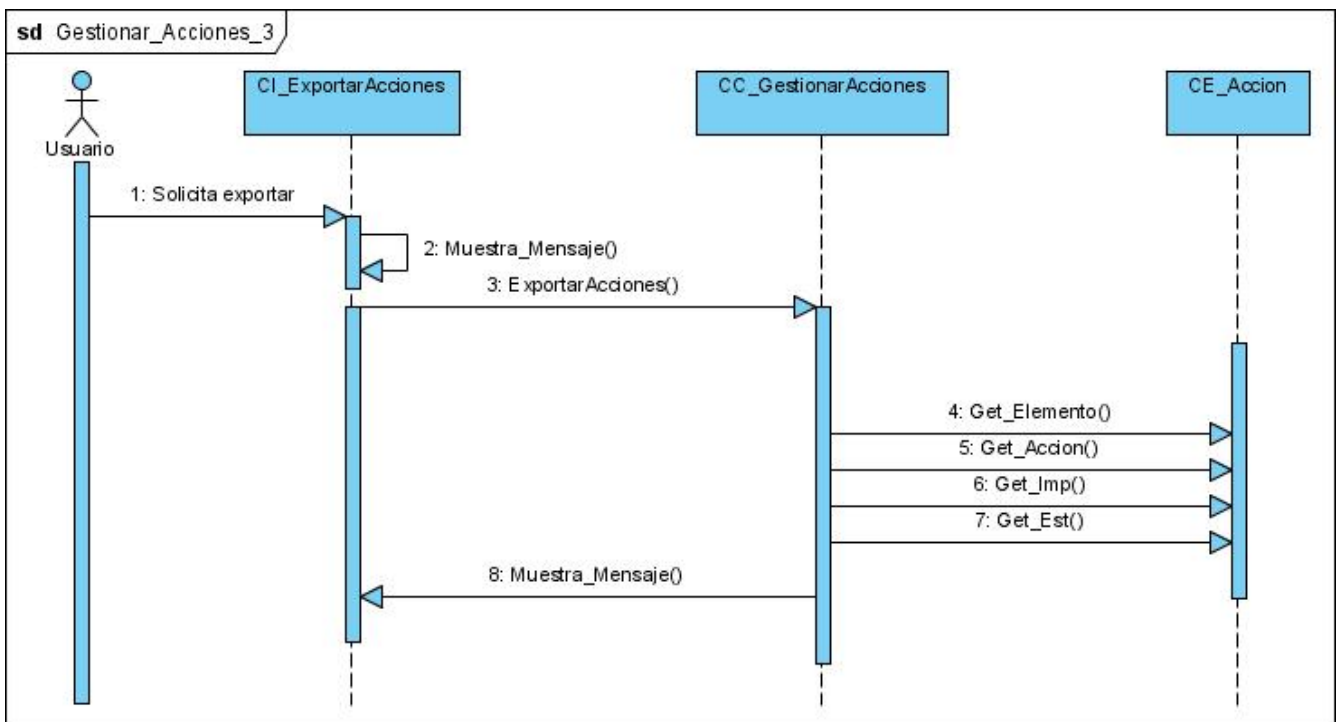 sd Gestionar_Acciones_3
CI_ExportarAcciones
CC_GestionarAcciones
CE_Accion
Usuario
1: Solicita exportar
2: Muestra_Mensaje()
3: ExportarAcciones()
4: Get_Elemento()
5: Get_Accion()
6: Get_Imp()
7: Get_Est()
8: Muestra_Mensaje()